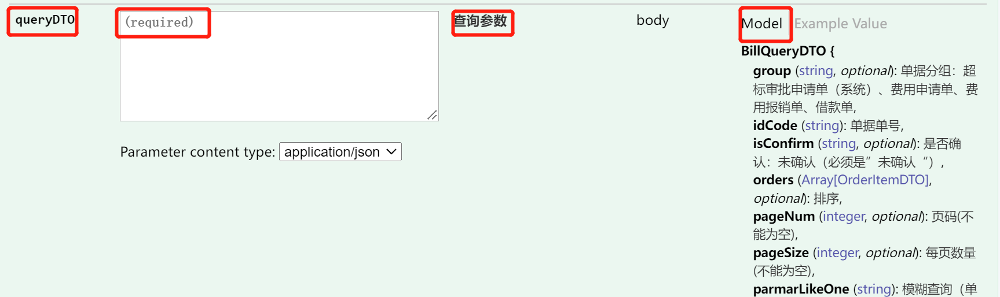 queryDTO
(required)
查询参数
body
Model Example Value
BillQueryDTO {
group (string, optional): 单据分组：超
标审批申请单（系统）、费用申请单、费
用报销单、借款单,
idCode (string): 单据单号,
isConfirm (string, optional): 是否确
认：未确认（必须是”未确认“）,
orders (Array[OrderItemDTO],
optional): 排序,
pageNum (integer, optional): 页码(不
能为空),
pageSize (integer, optional): 每页数量
(不能为空),
parmarLikeOne (string): 模糊查询（单
Parameter content type: application/json